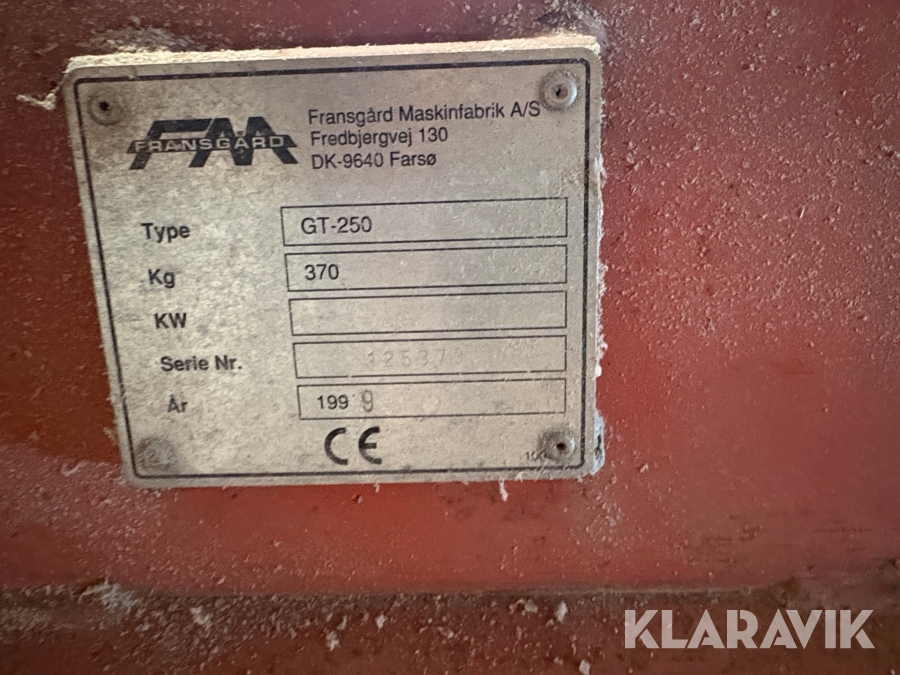 FRANSGÅRD
Fransgård Maskinfabrik A/S
Fredbjergvej 130
DK-9640 Farsø
Type GT-250
Kg 370
KW
Serie Nr.
År 1999
CE
KLARAVIK